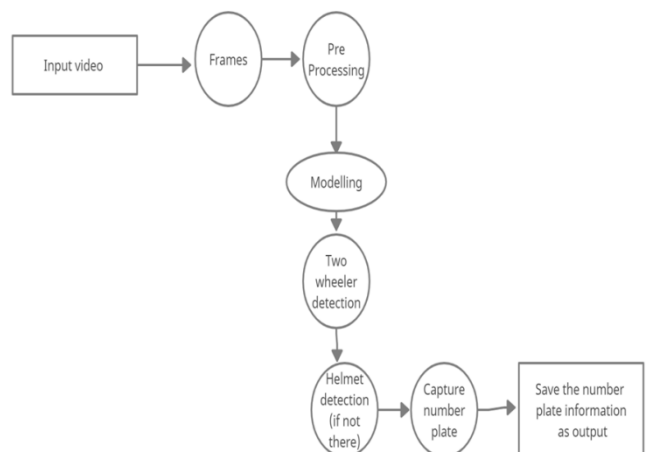 Input video
Frames
Pre
Processing
Modelling
Two
wheeler
detection
Helmet
detection
(if not
there)
Capture
number
plate
Save the number
plate information
as output